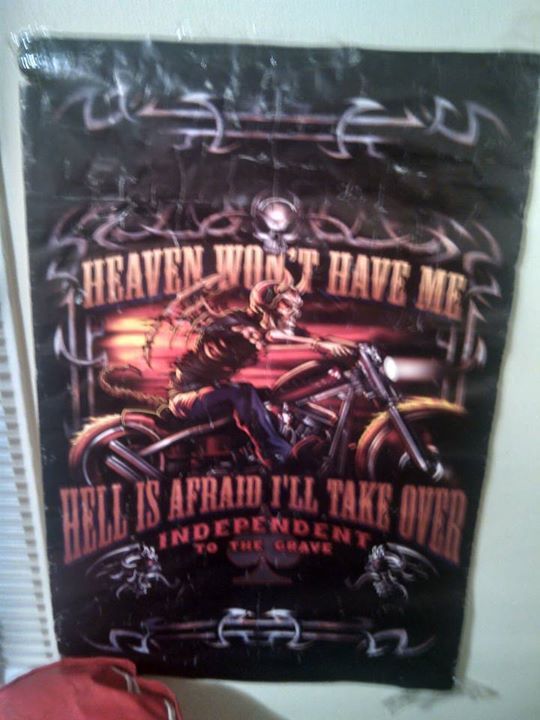 HEAVEN WON'T HAVE ME
HELL IS AFRAID I'LL TAKE OVER
INDEPENDENT
TO THE GRAVE